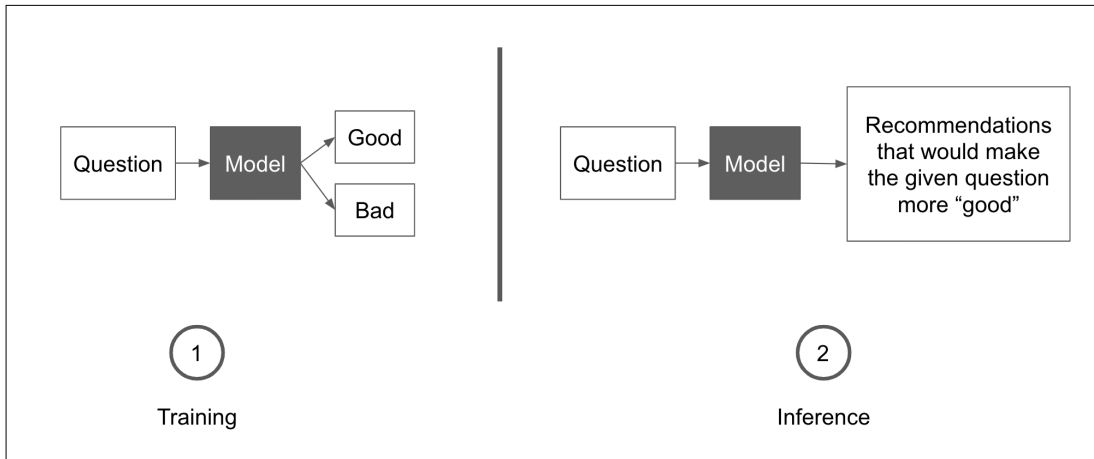 Question
Model
Good
Bad
1
Training
Question
Model
Recommendations
that would make
the given question
more “good”
2
Inference